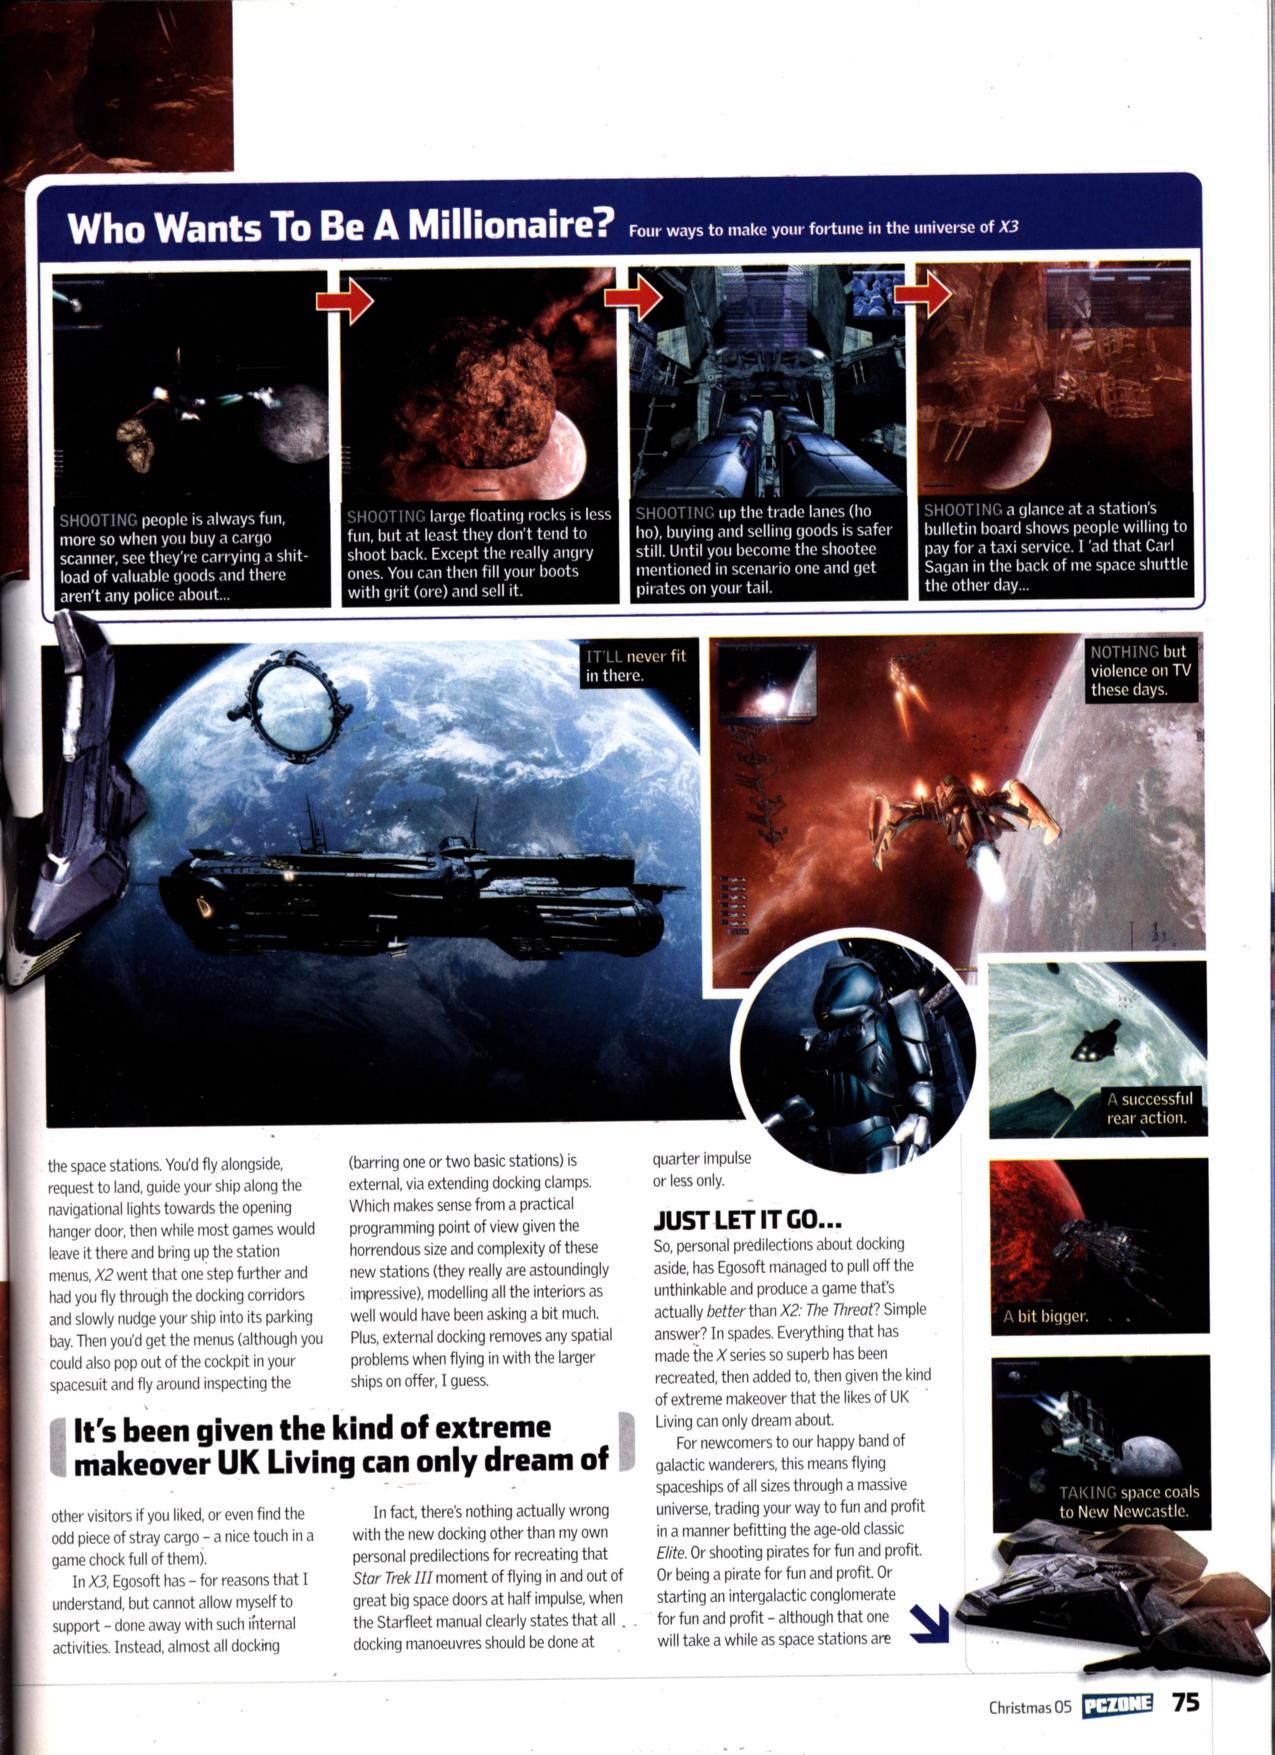 Who Wants To Be A Millionaire? Four ways to make your fortune in the universe of X3
SHOOTING people is always fun,
more so when you buy a cargo
scanner, see they're carrying a shit-
load of valuable goods and there
aren't any police about...
SHOOTING large floating rocks is less
fun, but at least they don't tend to
shoot back. Except the really angry
ones. You can then fill your boots
with grit (ore) and sell it.
SHOOTING up the trade lanes (ho
ho), buying and selling goods is safer
still. Until you become the shootee
mentioned in scenario one and get
pirates on your tail.
SHOOTING a glance at a station's
bulletin board shows people willing to
pay for a taxi service. I 'ad that Carl
Sagan in the back of me space shuttle
the other day...
IT'LL never fit
in there.
NOTHING but
violence on TV
these days.
A successful
rear action.
A bit bigger.
TAKING space coals
to New Newcastle.
the space stations. You'd fly alongside,
request to land, guide your ship along the
navigational lights towards the opening
hanger door, then while most games would
leave it there and bring up the station
menus, X2 went that one step further and
had you fly through the docking corridors
and slowly nudge your ship into its parking
bay. Then you'd get the menus (although you
could also pop out of the cockpit in your
spacesuit and fly around inspecting the
It's been given the kind of extreme
makeover UK Living can only dream of
other visitors if you liked, or even find the
odd piece of stray cargo – a nice touch in a
game chock full of them).
In X3, Egosoft has – for reasons that I
understand, but cannot allow myself to
support – done away with such internal
activities. Instead, almost all docking
(barring one or two basic stations) is
external, via extending docking clamps.
Which makes sense from a practical
programming point of view given the
horrendous size and complexity of these
new stations (they really are astoundingly
impressive), modelling all the interiors as
well would have been asking a bit much.
Plus, external docking removes any spatial
problems when flying in with the larger
ships on offer, I guess.
In fact, there's nothing actually wrong
with the new docking other than my own
personal predilections for recreating that
Star Trek III moment of flying in and out of
great big space doors at half impulse, when
the Starfleet manual clearly states that all
docking manoeuvres should be done at
quarter impulse
or less only.
JUST LET IT GO...
So, personal predilections about docking
aside, has Egosoft managed to pull off the
unthinkable and produce a game that's
actually better than X2: The Threat? Simple
answer? In spades. Everything that has
made the X series so superb has been
recreated, then added to, then given the kind
of extreme makeover that the likes of UK
Living can only dream about.
For newcomers to our happy band of
galactic wanderers, this means flying
spaceships of all sizes through a massive
universe, trading your way to fun and profit
in a manner befitting the age-old classic
Elite. Or shooting pirates for fun and profit.
Or being a pirate for fun and profit. Or
starting an intergalactic conglomerate
for fun and profit – although that one
will take a while as space stations are
Christmas 05 PCZONE 75